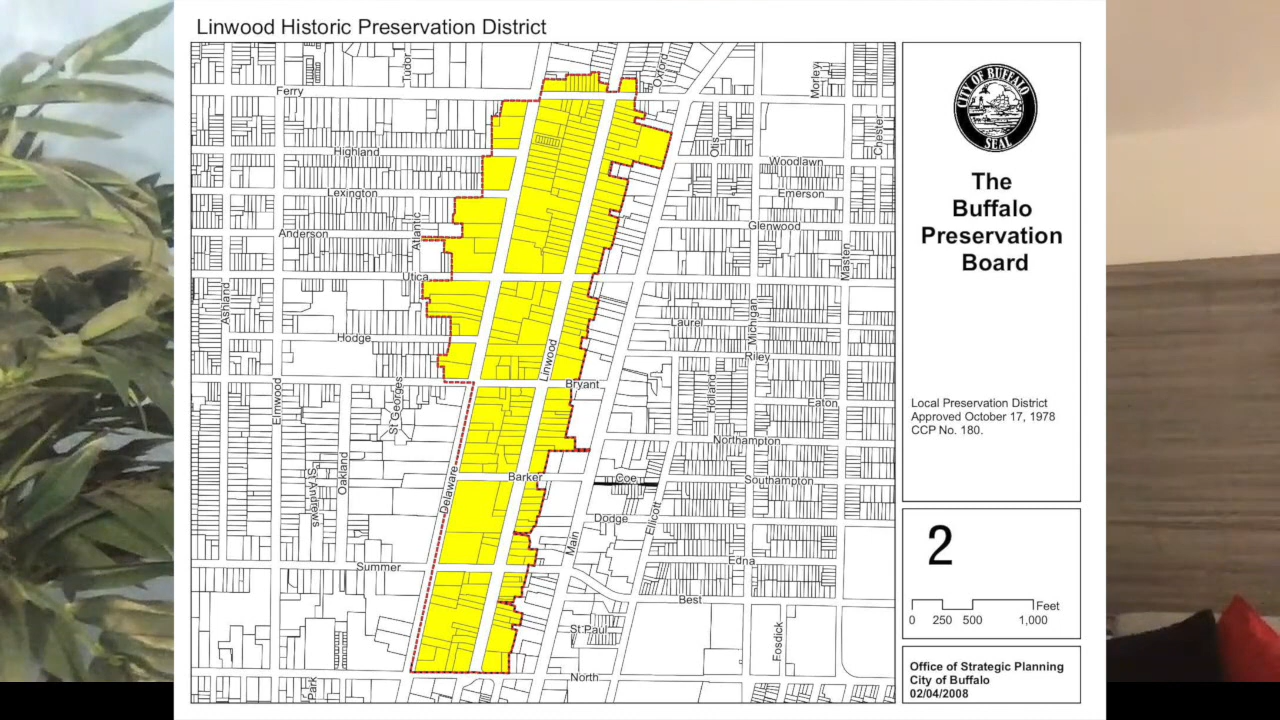 Linwood Historic Preservation District
Oxford
Tudor
Morley
Ferry
Chester
Otis
Highland
Woodlawn
Lexington
Emerson
Atlantic
Glenwood
Anderson
Masten
Utica
Ashland
Michigan
Laurel
Hodge
Linwood
Riley
Bryant
Holland
Elmwood
St Georges
Eaton
Northampton
Oakland
Barker
Coe
Southampton
Delaware
St Andrews
Dodge
Ellicott
Main
Edna
Summer
Best
St Paul
Fosdick
North
Park
CITY OF BUFFALO
SEAL
The
Buffalo
Preservation
Board
Local Preservation District
Approved October 17, 1978
CCP No. 180.
2
Feet
0 250 500 1,000
Office of Strategic Planning
City of Buffalo
02/04/2008